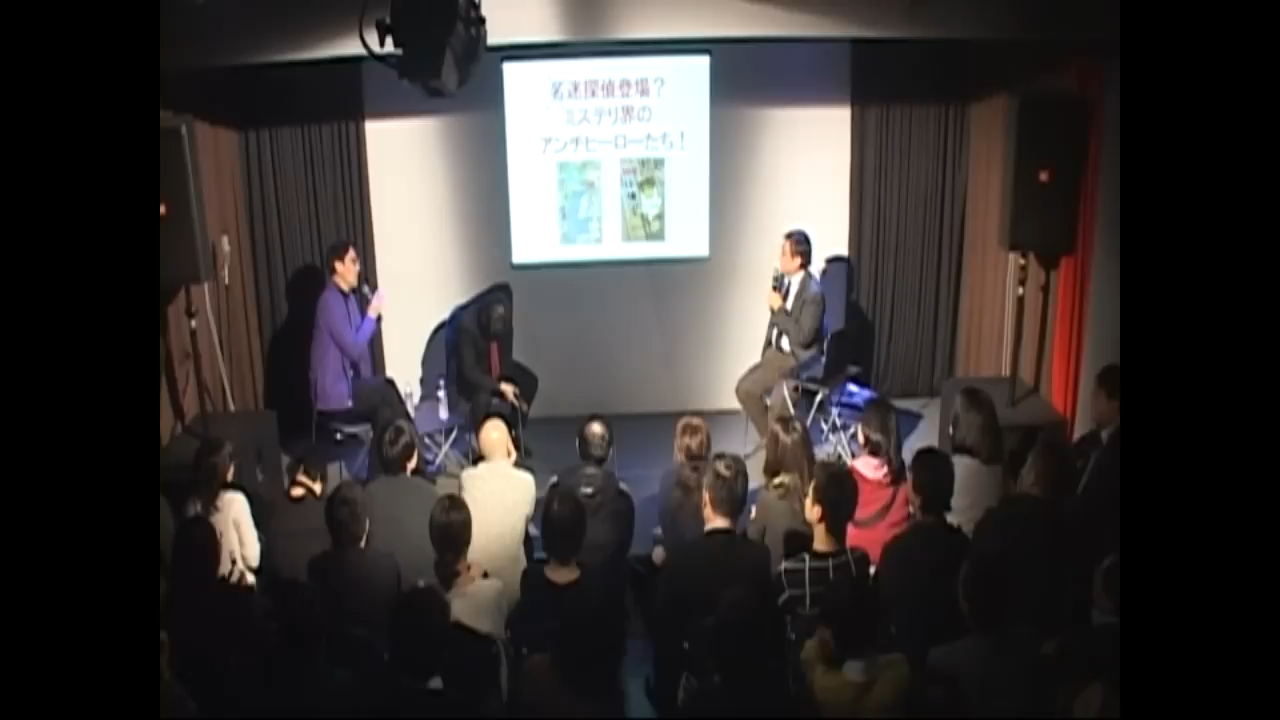 名迷探偵登場？
ミステリ界の
アンチヒーローたち！